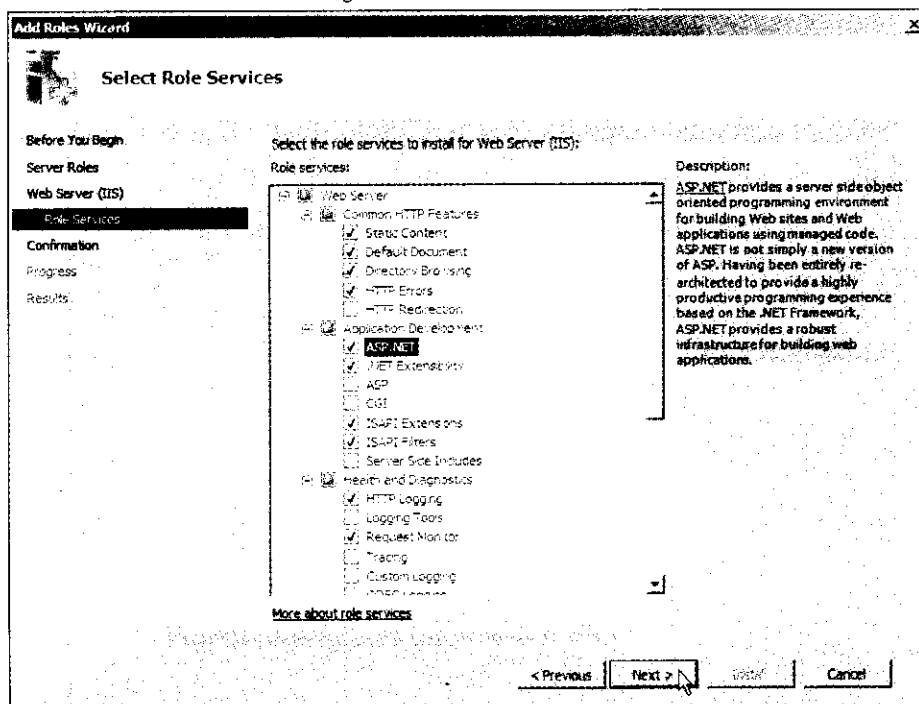 Add Roles Wizard
Select Role Services
Before You Begin
Server Roles
Web Server (IIS)
Role Services
Confirmation
Progress
Results
Select the role services to install for Web Server (IIS):
Role services:
Web Server
Common HTTP Features
Static Content
Default Document
Directory Browsing
HTTP Errors
HTTP Redirection
Application Development
ASP.NET
.NET Extensibility
ASP
CGI
ISAPI Extensions
ISAPI Filters
Server Side Includes
Health and Diagnostics
HTTP Logging
Logging Tools
Request Monitor
Tracing
Custom Logging
ODBC Logging
More about role services
Description:
ASP.NET provides a server side object
oriented programming environment
for building Web sites and Web
applications using managed code.
ASP.NET is not simply a new version
of ASP. Having been entirely re-
architected to provide a highly
productive programming experience
based on the .NET Framework,
ASP.NET provides a robust
infrastructure for building web
applications.
< Previous
Next >
Install
Cancel